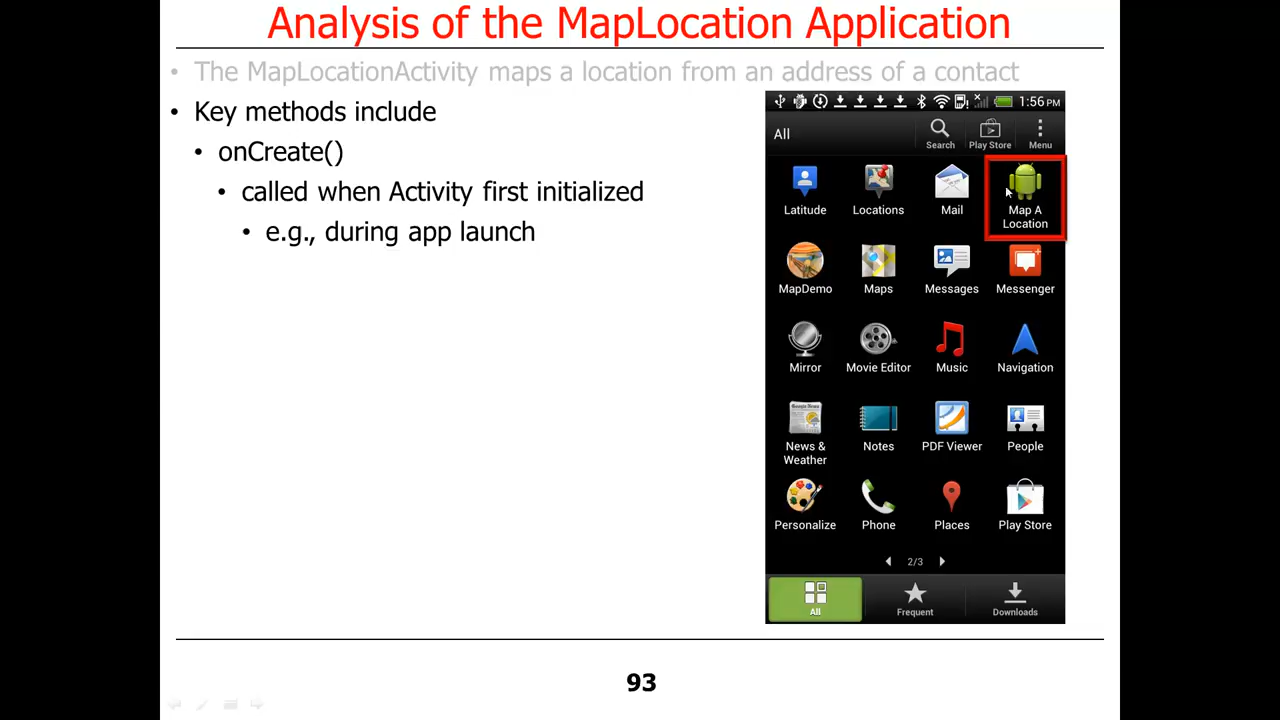 Analysis of the MapLocation Application
• The MapLocationActivity maps a location from an address of a contact
• Key methods include
• onCreate()
• called when Activity first initialized
• e.g., during app launch
1:56 PM
All
Search
Play Store
Menu
Latitude
Locations
Mail
Map A
Location
MapDemo
Maps
Messages
Messenger
Mirror
Movie Editor
Music
Navigation
News &
Weather
Notes
PDF Viewer
People
Personalize
Phone
Places
Play Store
2/3
All
Frequent
Downloads
93